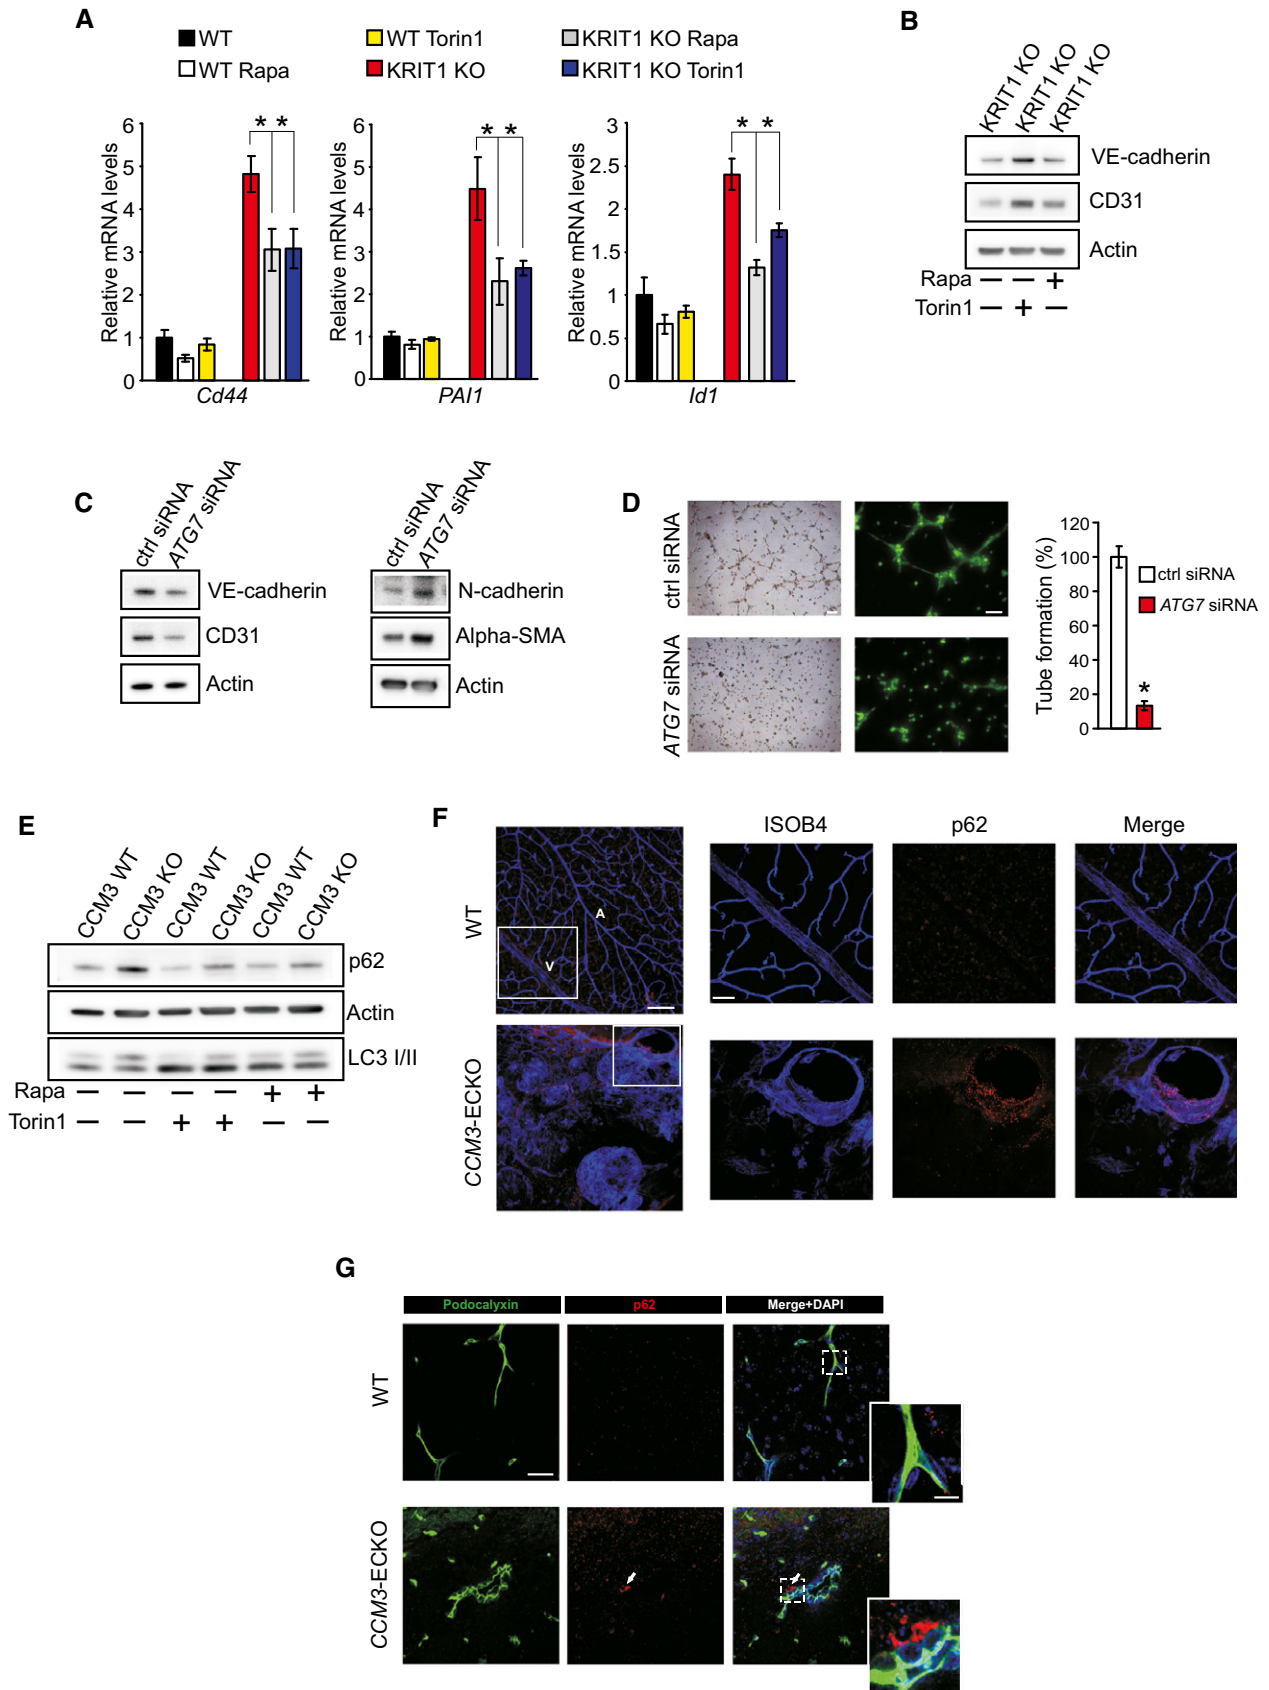 A
WT
WT Rapa
WT Torin1
KRIT1 KO
KRIT1 KO Rapa
KRIT1 KO Torin1
Relative mRNA levels
6
5
4
3
2
1
0
* *
Cd44
Relative mRNA levels
6
5
4
3
2
1
0
* *
PAI1
Relative mRNA levels
3
2.5
2
1.5
1
0.5
0
* *
Id1
B
KRIT1 KO
KRIT1 KO
KRIT1 KO
VE-cadherin
CD31
Actin
Rapa — — +
Torin1 — + —
C
ctrl siRNA
ATG7 siRNA
VE-cadherin
CD31
Actin
ctrl siRNA
ATG7 siRNA
N-cadherin
Alpha-SMA
Actin
D
ctrl siRNA
ATG7 siRNA
Tube formation (%)
120
100
80
60
40
20
0
*
ctrl siRNA
ATG7 siRNA
E
CCM3 WT
CCM3 KO
CCM3 WT
CCM3 KO
CCM3 WT
CCM3 KO
p62
Actin
LC3 I/II
Rapa — — — — + +
Torin1 — — + + — —
F
ISOB4
p62
Merge
WT
A
V
CCM3-ECKO
G
Podocalyxin
p62
Merge+DAPI
WT
CCM3-ECKO